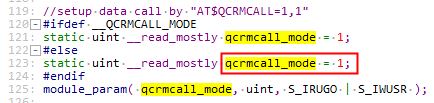 119: //setup data call by "AT$QCRMCALL=1,1"
120: #ifdef __QCRMCALL_MODE
121: static uint __read_mostly qcrmcall_mode = 1;
122: #else
123: static uint __read_mostly qcrmcall_mode = 1;
124: #endif
125: module_param( qcrmcall_mode, uint, S_IRUGO | S_IWUSR );